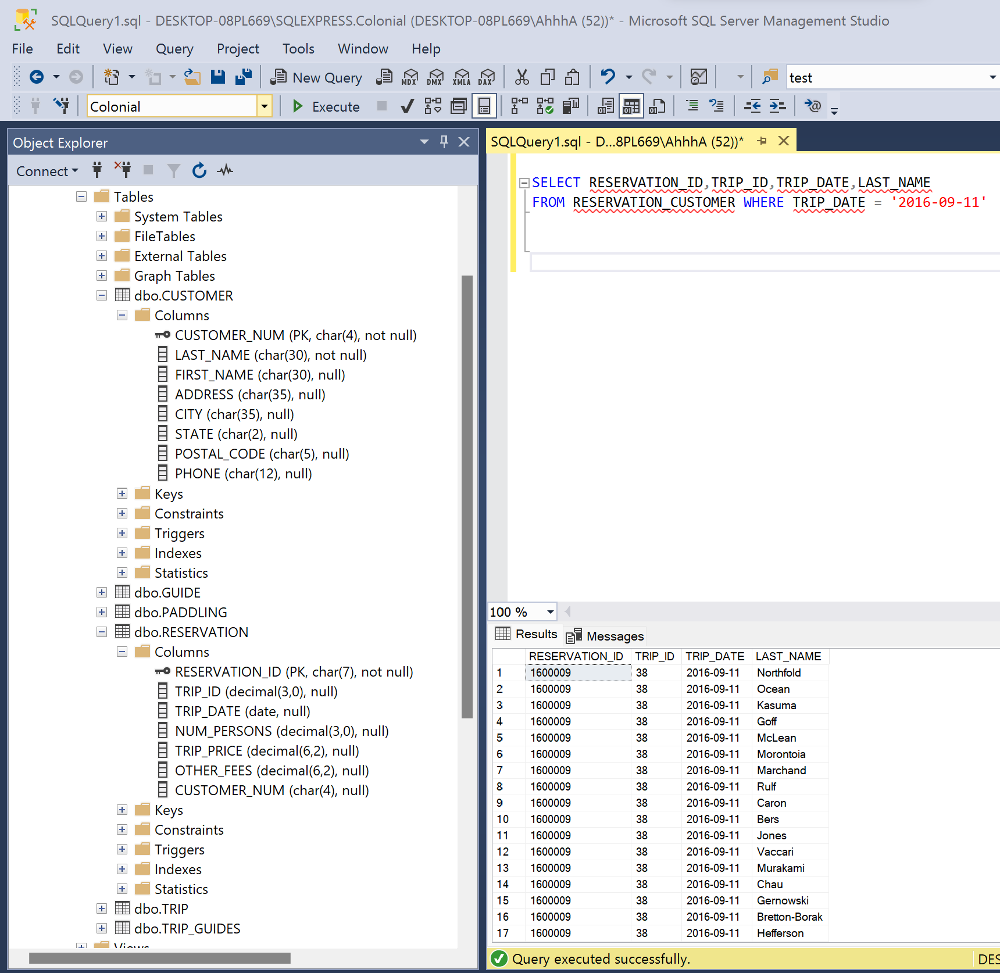 SQLQuery1.sql - DESKTOP-08PL669\SQLEXPRESS.Colonial (DESKTOP-08PL669\AhhhA (52))* - Microsoft SQL Server Management Studio
File Edit View Query Project Tools Window Help
New Query MDX DMX XMLA DAX test
Colonial Execute
Object Explorer
Connect
Tables
System Tables
FileTables
External Tables
Graph Tables
dbo.CUSTOMER
Columns
CUSTOMER_NUM (PK, char(4), not null)
LAST_NAME (char(30), not null)
FIRST_NAME (char(30), null)
ADDRESS (char(35), null)
CITY (char(35), null)
STATE (char(2), null)
POSTAL_CODE (char(5), null)
PHONE (char(12), null)
Keys
Constraints
Triggers
Indexes
Statistics
dbo.GUIDE
dbo.PADDLING
dbo.RESERVATION
Columns
RESERVATION_ID (PK, char(7), not null)
TRIP_ID (decimal(3,0), null)
TRIP_DATE (date, null)
NUM_PERSONS (decimal(3,0), null)
TRIP_PRICE (decimal(6,2), null)
OTHER_FEES (decimal(6,2), null)
CUSTOMER_NUM (char(4), null)
Keys
Constraints
Triggers
Indexes
Statistics
dbo.TRIP
dbo.TRIP_GUIDES
Views
SQLQuery1.sql - D...8PL669\AhhhA (52))*
SELECT RESERVATION_ID,TRIP_ID,TRIP_DATE,LAST_NAME
FROM RESERVATION_CUSTOMER WHERE TRIP_DATE = '2016-09-11'
100 %
Results Messages
RESERVATION_ID TRIP_ID TRIP_DATE LAST_NAME
1 1600009 38 2016-09-11 Northfold
2 1600009 38 2016-09-11 Ocean
3 1600009 38 2016-09-11 Kasuma
4 1600009 38 2016-09-11 Goff
5 1600009 38 2016-09-11 McLean
6 1600009 38 2016-09-11 Morontoia
7 1600009 38 2016-09-11 Marchand
8 1600009 38 2016-09-11 Rulf
9 1600009 38 2016-09-11 Caron
10 1600009 38 2016-09-11 Bers
11 1600009 38 2016-09-11 Jones
12 1600009 38 2016-09-11 Vaccari
13 1600009 38 2016-09-11 Murakami
14 1600009 38 2016-09-11 Chau
15 1600009 38 2016-09-11 Gernowski
16 1600009 38 2016-09-11 Bretton-Borak
17 1600009 38 2016-09-11 Hefferson
Query executed successfully. DES